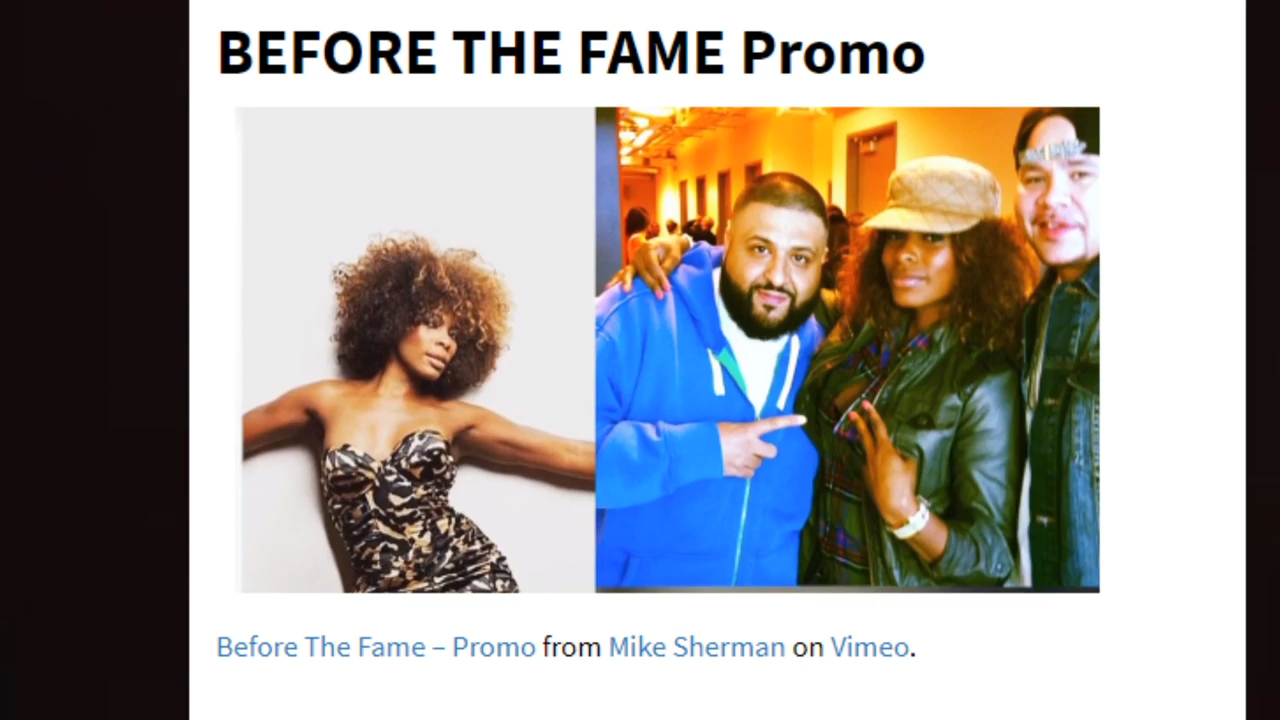 BEFORE THE FAME Promo
Before The Fame – Promo from Mike Sherman on Vimeo.